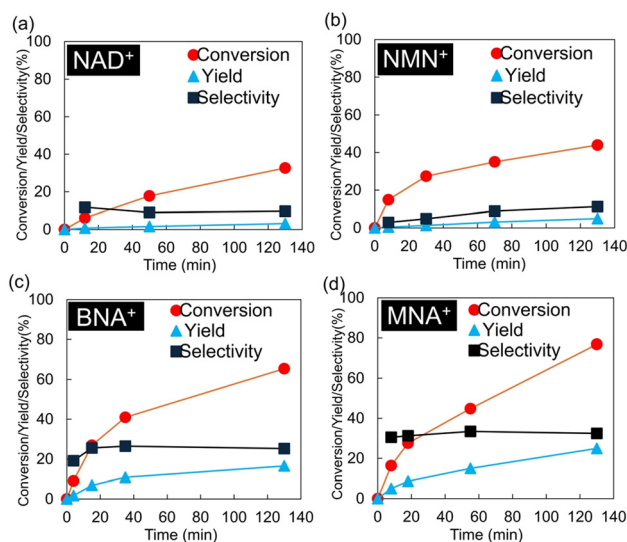 (a)
NAD+
Conversion
Yield
Selectivity
Conversion/Yield/Selectivity(%)
100
80
60
40
20
0
0 20 40 60 80 100 120 140
Time (min)
(b)
NMN+
Conversion
Yield
Selectivity
Conversion/Yield/Selectivity(%)
100
80
60
40
20
0
0 20 40 60 80 100 120 140
Time (min)
(c)
BNA+
Conversion
Yield
Selectivity
Conversion/Yield/Selectivity(%)
100
80
60
40
20
0
0 20 40 60 80 100 120 140
Time (min)
(d)
MNA+
Conversion
Yield
Selectivity
Conversion/Yield/Selectivity(%)
100
80
60
40
20
0
0 20 40 60 80 100 120 140
Time (min)